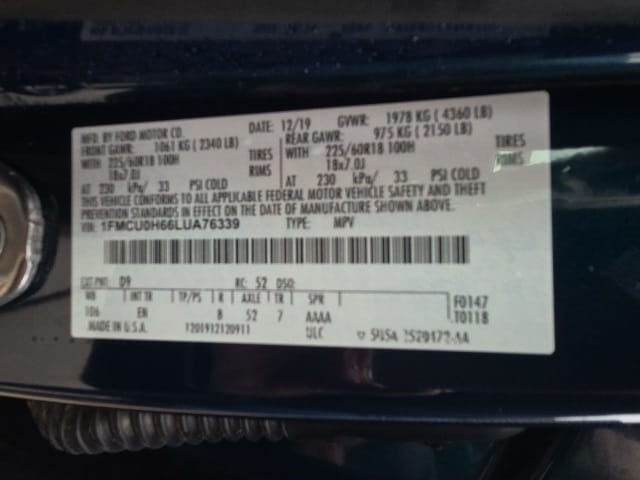 MFD. BY FORD MOTOR CO. DATE: 12/19 GVWR: 1978 KG ( 4360 LB)
FRONT GAWR: 1061 KG ( 2340 LB) REAR GAWR: 975 KG ( 2150 LB)
WITH 225/60R18 100H TIRES WITH 225/60R18 100H TIRES
18x7.0J RIMS 18x7.0J RIMS
AT 230 kPa/ 33 PSI COLD AT 230 kPa/ 33 PSI COLD
THIS VEHICLE CONFORMS TO ALL APPLICABLE FEDERAL MOTOR VEHICLE SAFETY AND THEFT
PREVENTION STANDARDS IN EFFECT ON THE DATE OF MANUFACTURE SHOWN ABOVE.
VIN: 1FMCU0H66LUA76339 TYPE: MPV
EXT PNT: D9 RC: 52 DSO:
WB INT TR TP/PS R AXLE TR SPR F0147
106 EN B 52 7 AAAA T0118
MADE IN U.S.A. 1201912120911 ULC